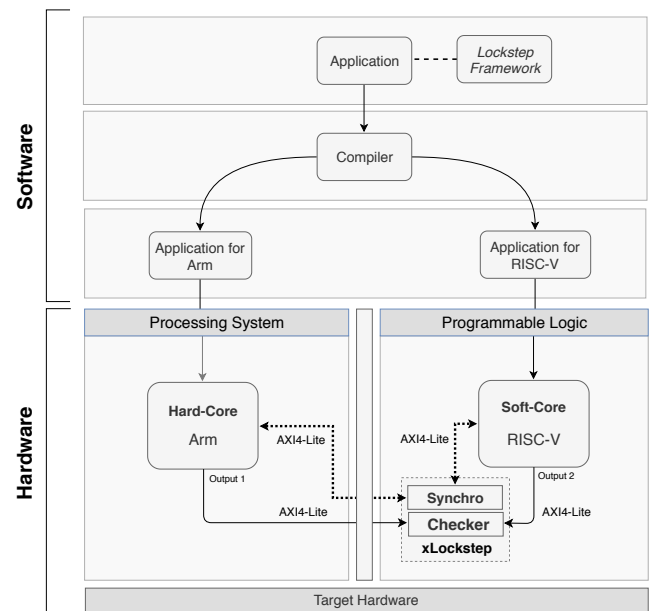 Software
Application
Lockstep
Framework
Compiler
Application for
Arm
Application for
RISC-V
Hardware
Processing System
Programmable Logic
Hard-Core
Arm
Soft-Core
RISC-V
AXI4-Lite
AXI4-Lite
Output 1
Output 2
Synchro
AXI4-Lite
Checker
AXI4-Lite
xLockstep
Target Hardware